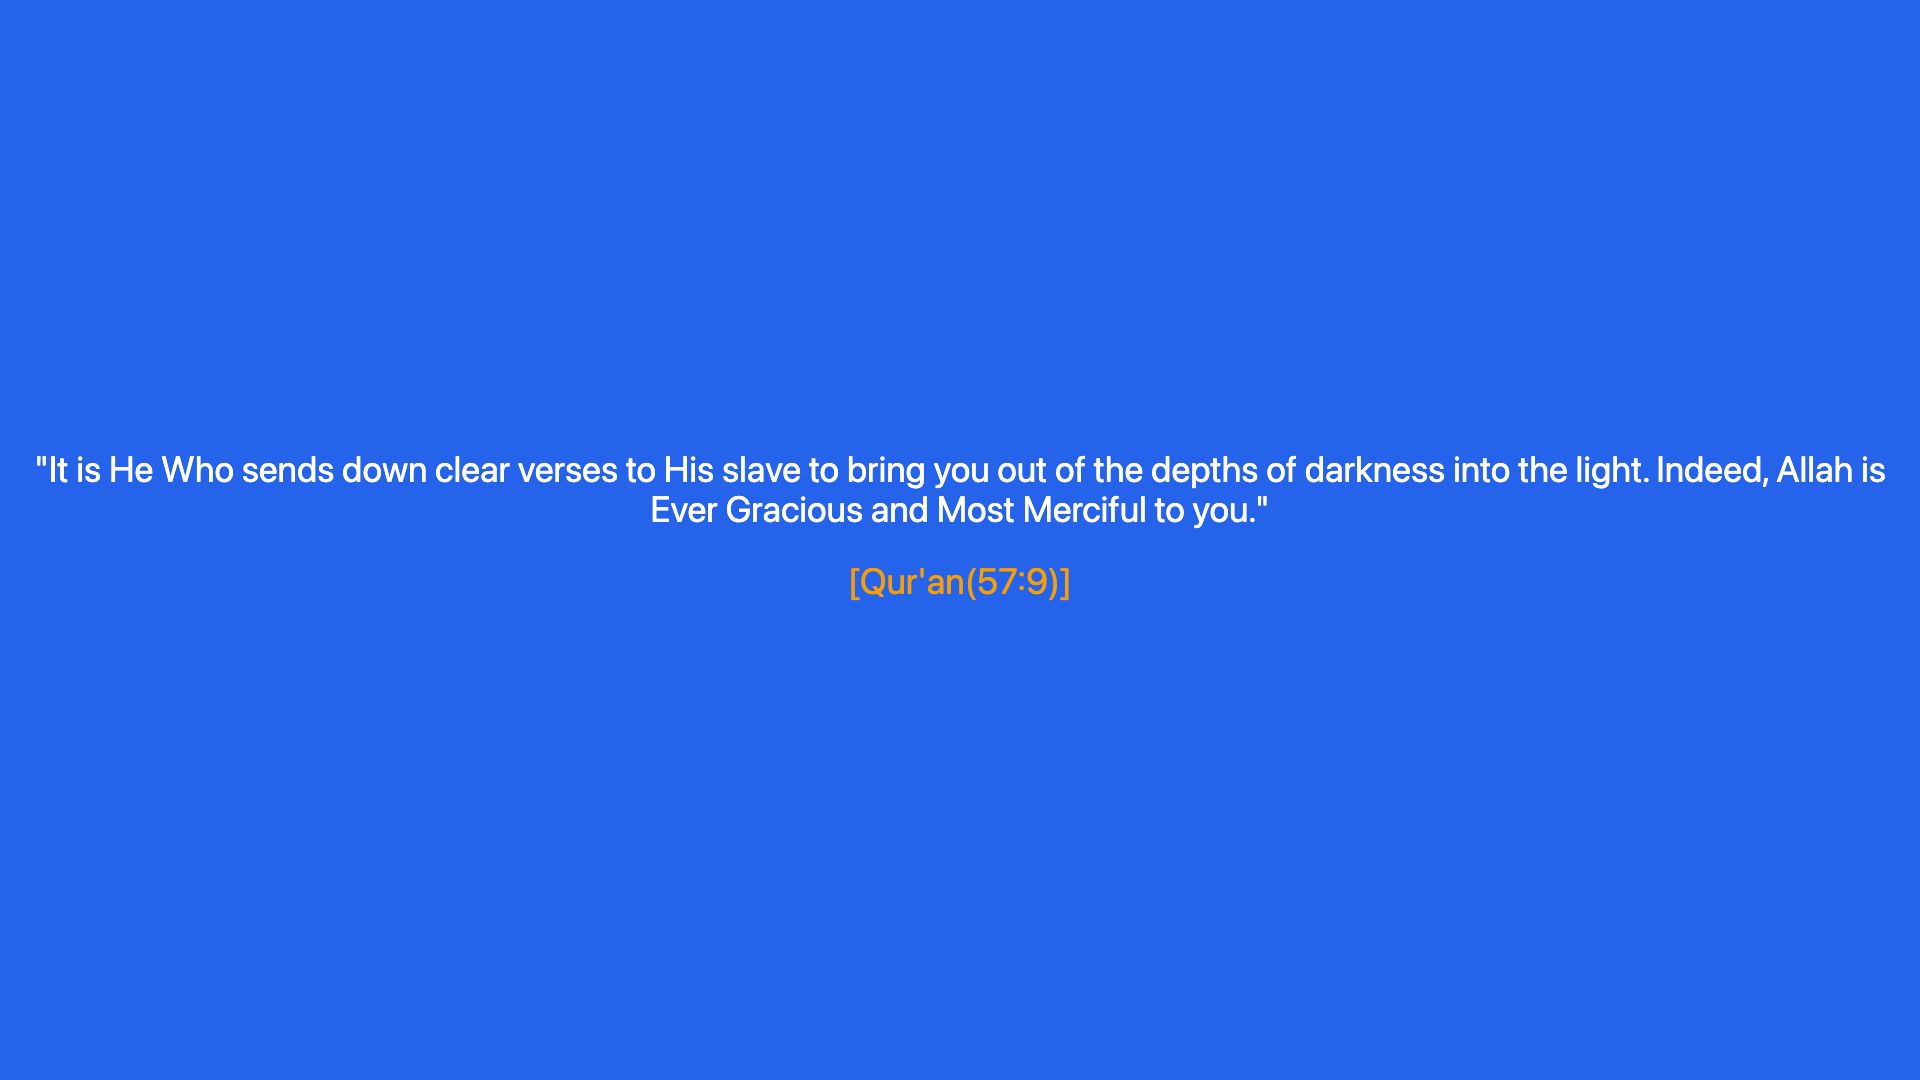 "It is He Who sends down clear verses to His slave to bring you out of the depths of darkness into the light. Indeed, Allah is
Ever Gracious and Most Merciful to you."
[Qur'an(57:9)]